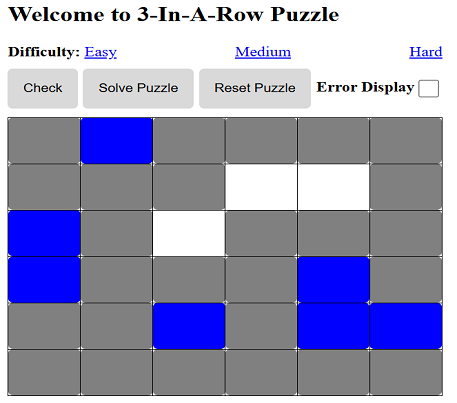 Welcome to 3-In-A-Row Puzzle
Difficulty: Easy Medium Hard
Check Solve Puzzle Reset Puzzle Error Display